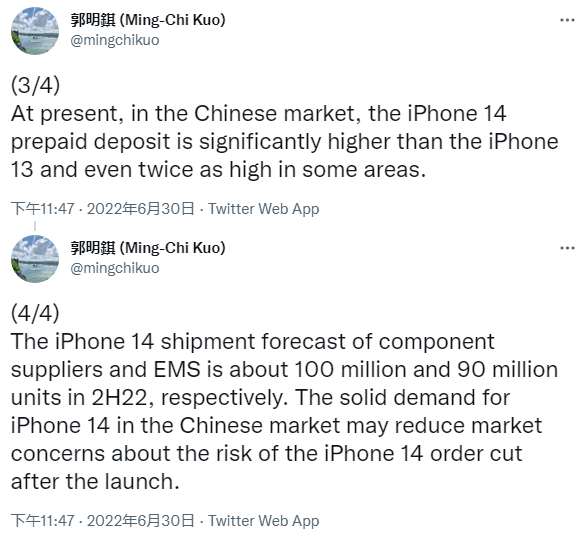 郭明錤 (Ming-Chi Kuo)
@mingchikuo
(3/4)
At present, in the Chinese market, the iPhone 14
prepaid deposit is significantly higher than the iPhone
13 and even twice as high in some areas.
下午11:47 · 2022年6月30日 · Twitter Web App
郭明錤 (Ming-Chi Kuo)
@mingchikuo
(4/4)
The iPhone 14 shipment forecast of component
suppliers and EMS is about 100 million and 90 million
units in 2H22, respectively. The solid demand for
iPhone 14 in the Chinese market may reduce market
concerns about the risk of the iPhone 14 order cut
after the launch.
下午11:47 · 2022年6月30日 · Twitter Web App